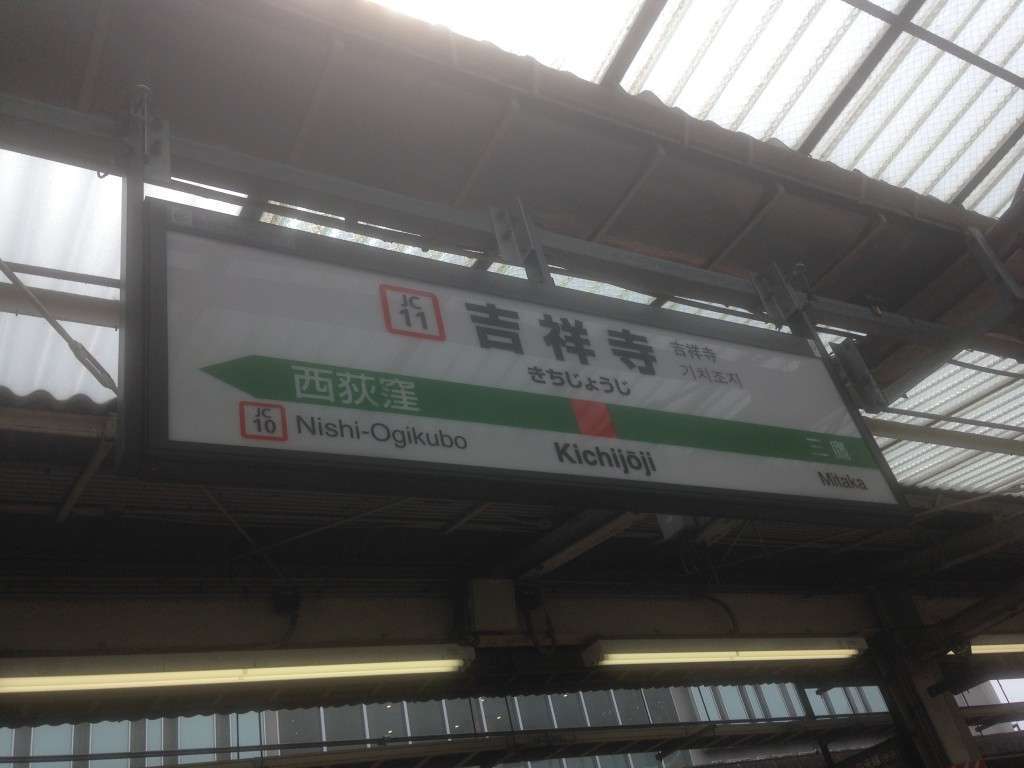 JC
11
吉祥寺
吉祥寺
기치조지
きちじょうじ
西荻窪
三鷹
JC
10
Nishi-Ogikubo
Kichijōji
Mitaka